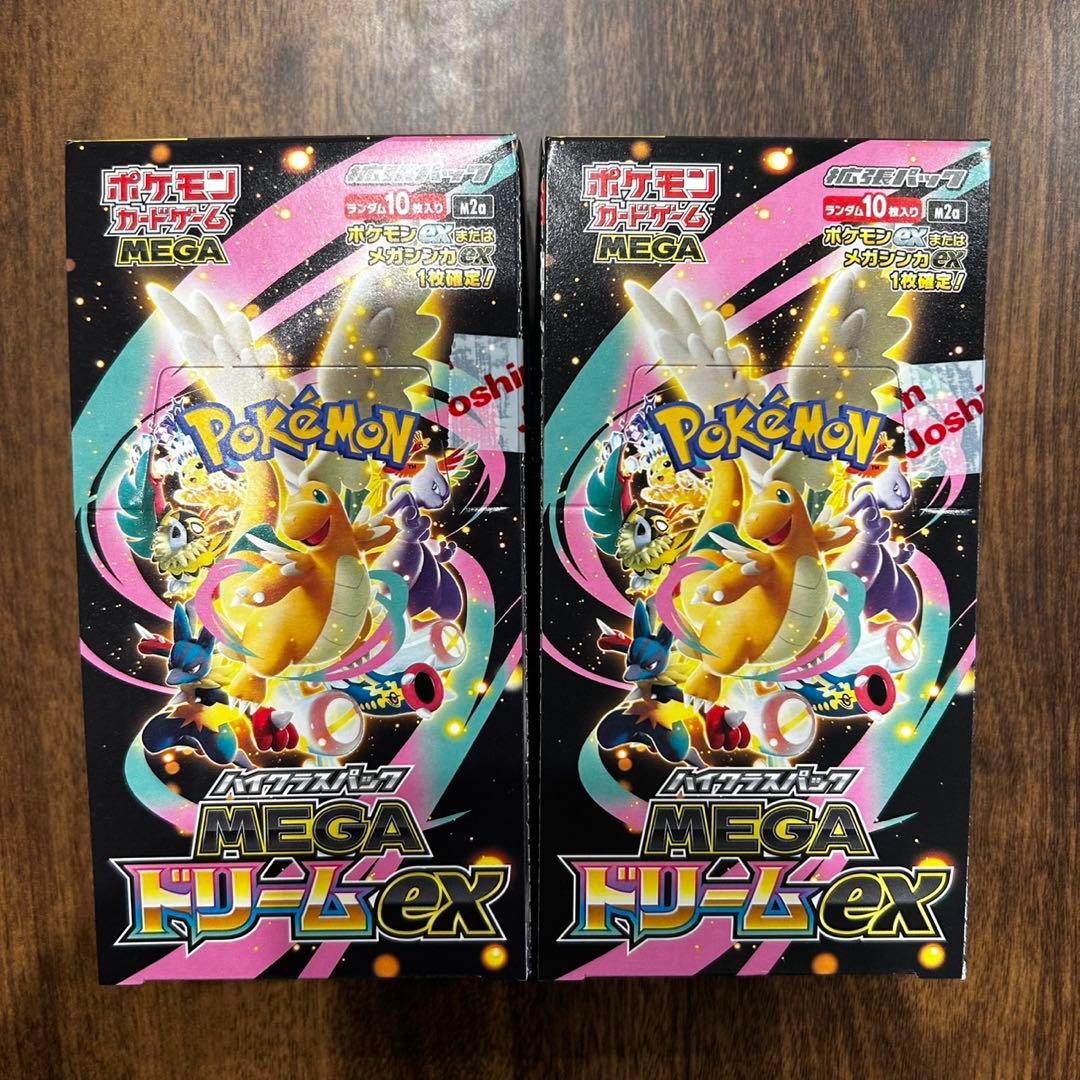 ポケモン
カードゲーム
MEGA
拡張パック
ランダム10枚入り M2a
ポケモンexまたは
メガシンカex
1枚確定!
Joshin
Pokémon
TM
ハイクラスパック
MEGA
ドリームex
ポケモン
カードゲーム
MEGA
拡張パック
ランダム10枚入り M2a
ポケモンexまたは
メガシンカex
1枚確定!
n
Joshi
Pokémon
TM
ハイクラスパック
MEGA
ドリームex